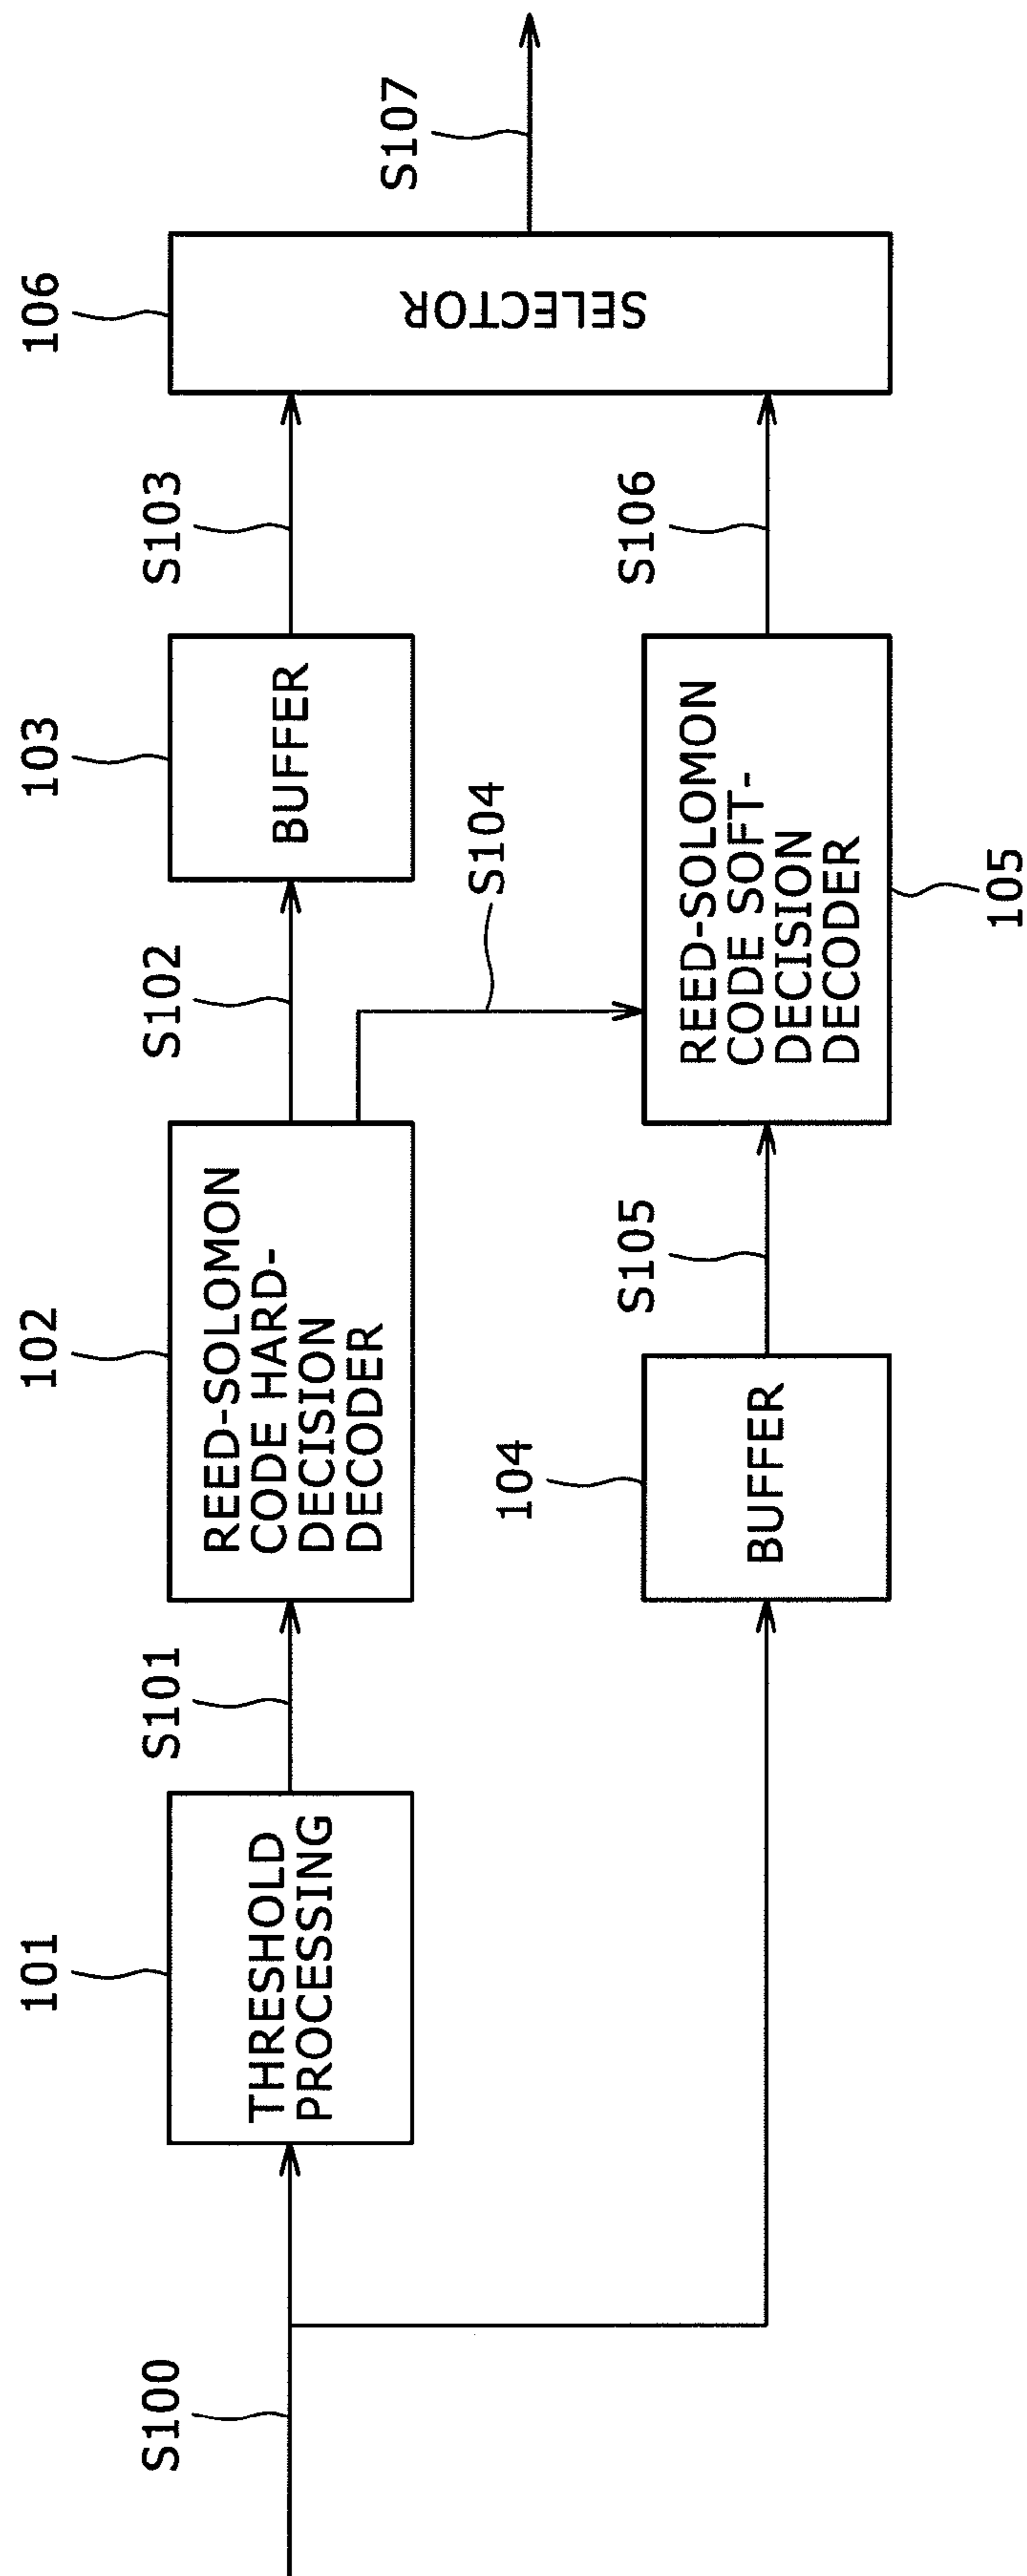 S100
101
THRESHOLD
PROCESSING
S101
102
REED-SOLOMON
CODE HARD-
DECISION
DECODER
S102
103
BUFFER
S103
S104
104
BUFFER
S105
REED-SOLOMON
CODE SOFT-
DECISION
DECODER
105
S106
106
SELECTOR
S107